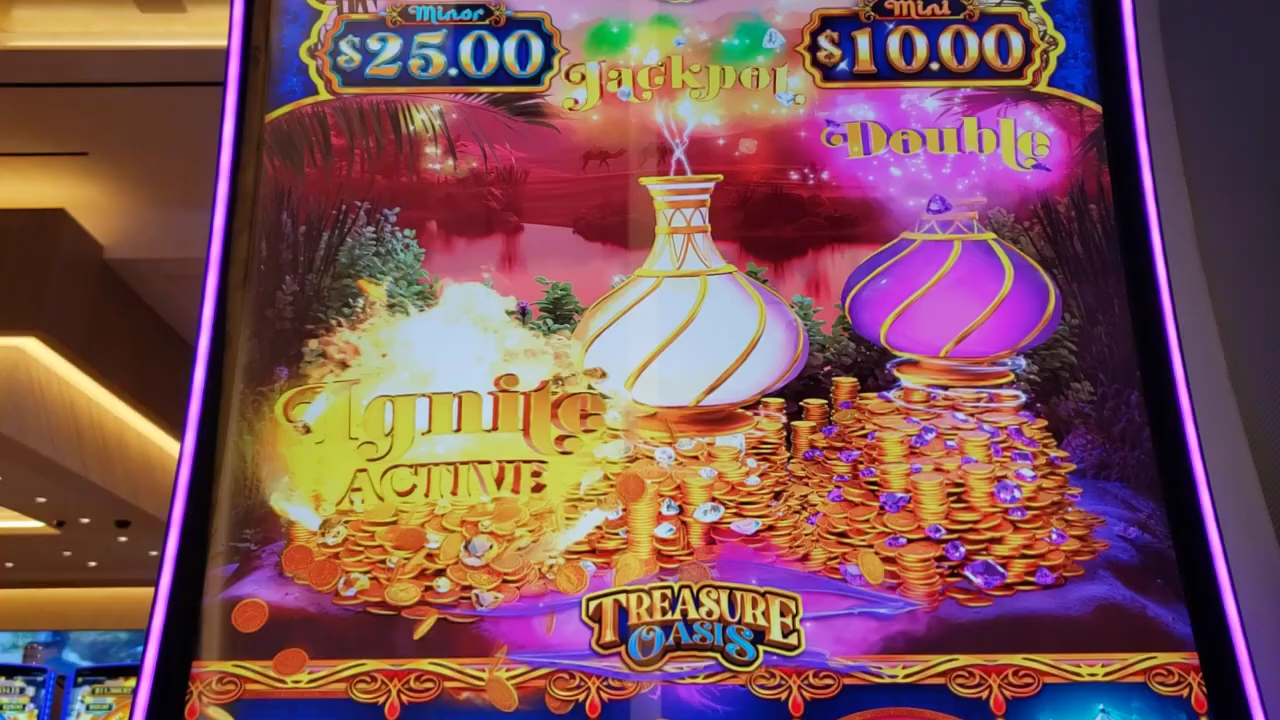 Minor
Mini
$25.00
$10.00
Jackpot
Double
Ignite
ACTIVE
TREASURE
OASIS